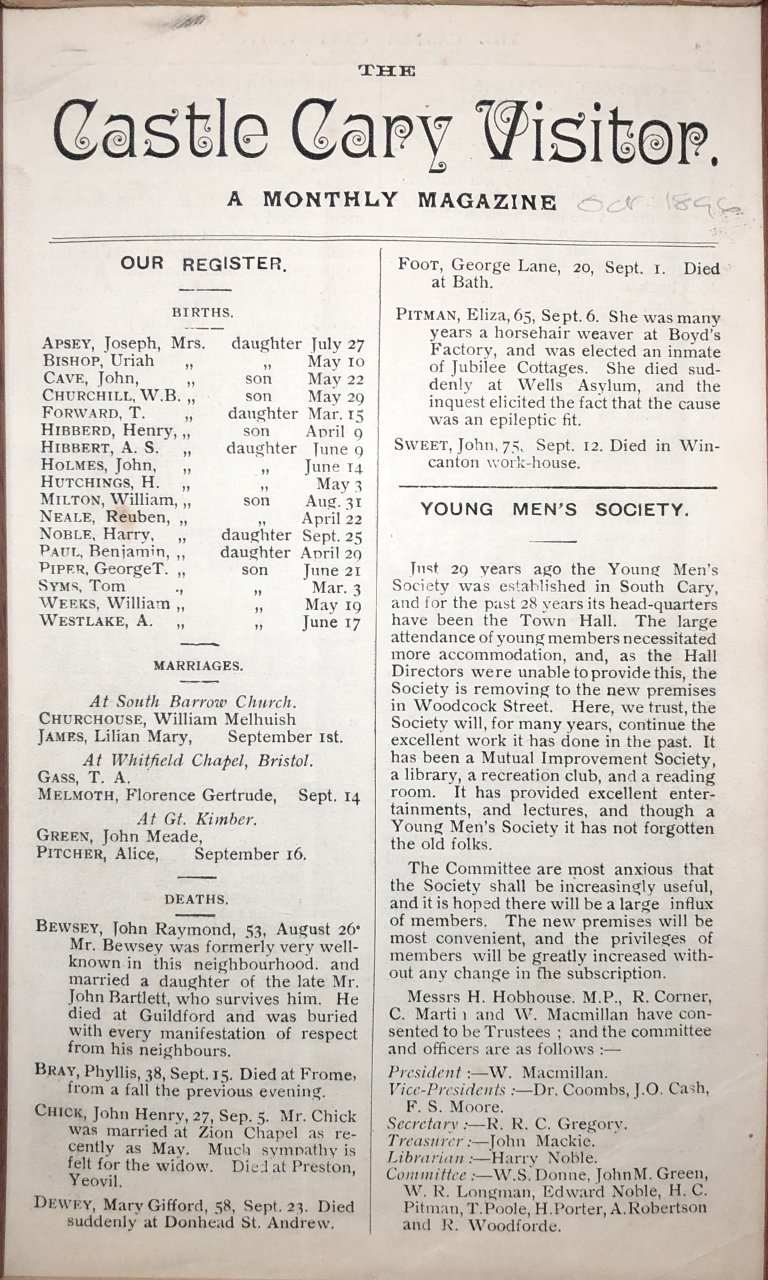 THE
Castle Cary Visitor.
A MONTHLY MAGAZINE
Oct 1896
OUR REGISTER.
BIRTHS.
APSEY, Joseph, Mrs. daughter July 27
BISHOP, Uriah „ „ May 10
CAVE, John, „ son May 22
CHURCHILL, W.B. „ son May 29
FORWARD, T. „ daughter Mar. 15
HIBBERD, Henry, „ son April 9
HIBBERT, A. S. „ daughter June 9
HOLMES, John, „ „ June 14
HUTCHINGS, H. „ „ May 3
MILTON, William, „ son Aug. 31
NEALE, Reuben, „ „ April 22
NOBLE, Harry, „ daughter Sept. 25
PAUL, Benjamin, „ daughter April 29
PIPER, GeorgeT. „ son June 21
SYMS, Tom „ „ Mar. 3
WEEKS, William „ „ May 19
WESTLAKE, A. „ „ June 17
MARRIAGES.
At South Barrow Church.
CHURCHOUSE, William Melhuish
JAMES, Lilian Mary, September 1st.
At Whitfield Chapel, Bristol.
GASS, T. A.
MELMOTH, Florence Gertrude, Sept. 14
At Gt. Kimber.
GREEN, John Meade,
PITCHER, Alice, September 16.
DEATHS.
BEWSEY, John Raymond, 53, August 26.
Mr. Bewsey was formerly very well-
known in this neighbourhood. and
married a daughter of the late Mr.
John Bartlett, who survives him. He
died at Guildford and was buried
with every manifestation of respect
from his neighbours.
BRAY, Phyllis, 38, Sept. 15. Died at Frome,
from a fall the previous evening.
CHICK, John Henry, 27, Sep. 5. Mr. Chick
was married at Zion Chapel as re-
cently as May. Much sympathy is
felt for the widow. Died at Preston,
Yeovil.
DEWEY, Mary Gifford, 58, Sept. 23. Died
suddenly at Donhead St. Andrew.
FOOT, George Lane, 20, Sept. 1. Died
at Bath.
PITMAN, Eliza, 65, Sept. 6. She was many
years a horsehair weaver at Boyd's
Factory, and was elected an inmate
of Jubilee Cottages. She died sud-
denly at Wells Asylum, and the
inquest elicited the fact that the cause
was an epileptic fit.
SWEET, John, 75, Sept. 12. Died in Win-
canton work-house.
YOUNG MEN'S SOCIETY.
Just 29 years ago the Young Men's
Society was established in South Cary,
and for the past 28 years its head-quarters
have been the Town Hall. The large
attendance of young members necessitated
more accommodation, and, as the Hall
Directors were unable to provide this, the
Society is removing to the new premises
in Woodcock Street. Here, we trust, the
Society will, for many years, continue the
excellent work it has done in the past. It
has been a Mutual Improvement Society,
a library, a recreation club, and a reading
room. It has provided excellent enter-
tainments, and lectures, and though a
Young Men's Society it has not forgotten
the old folks.
The Committee are most anxious that
the Society shall be increasingly useful,
and it is hoped there will be a large influx
of members. The new premises will be
most convenient, and the privileges of
members will be greatly increased with-
out any change in the subscription.
Messrs H. Hobhouse. M.P., R. Corner,
C. Marti ı and W. Macmillan have con-
sented to be Trustees ; and the committee
and officers are as follows :—
President :—W. Macmillan.
Vice-Presidents :—Dr. Coombs, J.O. Cash,
F. S. Moore.
Secretary :—R. R. C. Gregory.
Treasurer :—John Mackie.
Librarian :—Harry Noble.
Committee :—W.S. Donne, JohnM. Green,
W. R. Longman, Edward Noble, H. C.
Pitman, T. Poole, H. Porter, A. Robertson
and R. Woodforde.